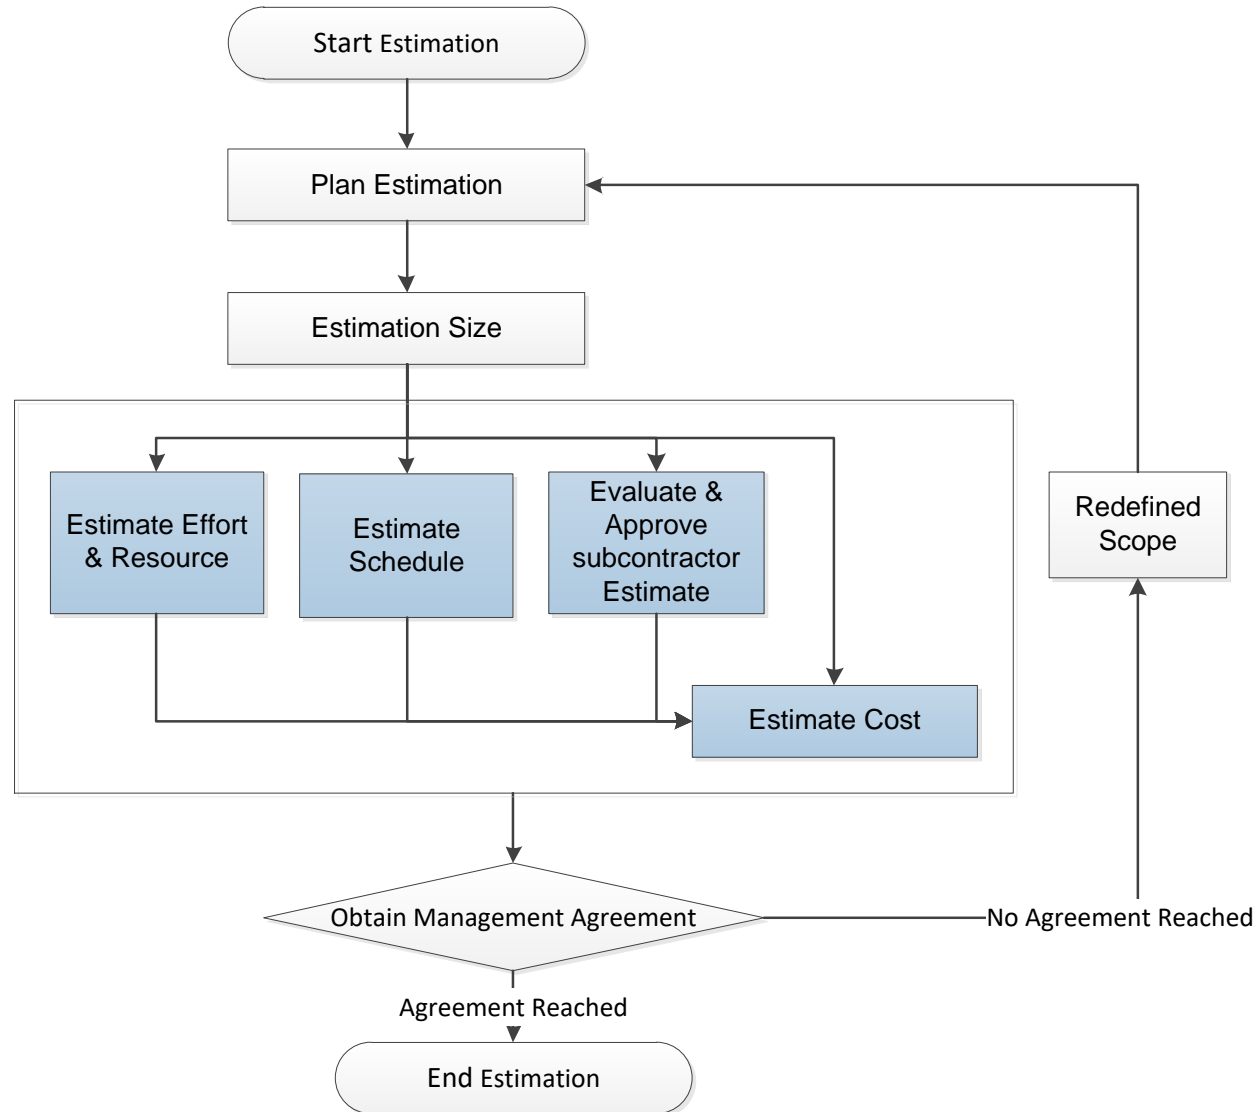 Start Estimation
Plan Estimation
Estimation Size
Estimate Effort
& Resource
Estimate
Schedule
Evaluate &
Approve
subcontractor
Estimate
Redefined
Scope
Estimate Cost
Obtain Management Agreement
No Agreement Reached
Agreement Reached
End Estimation